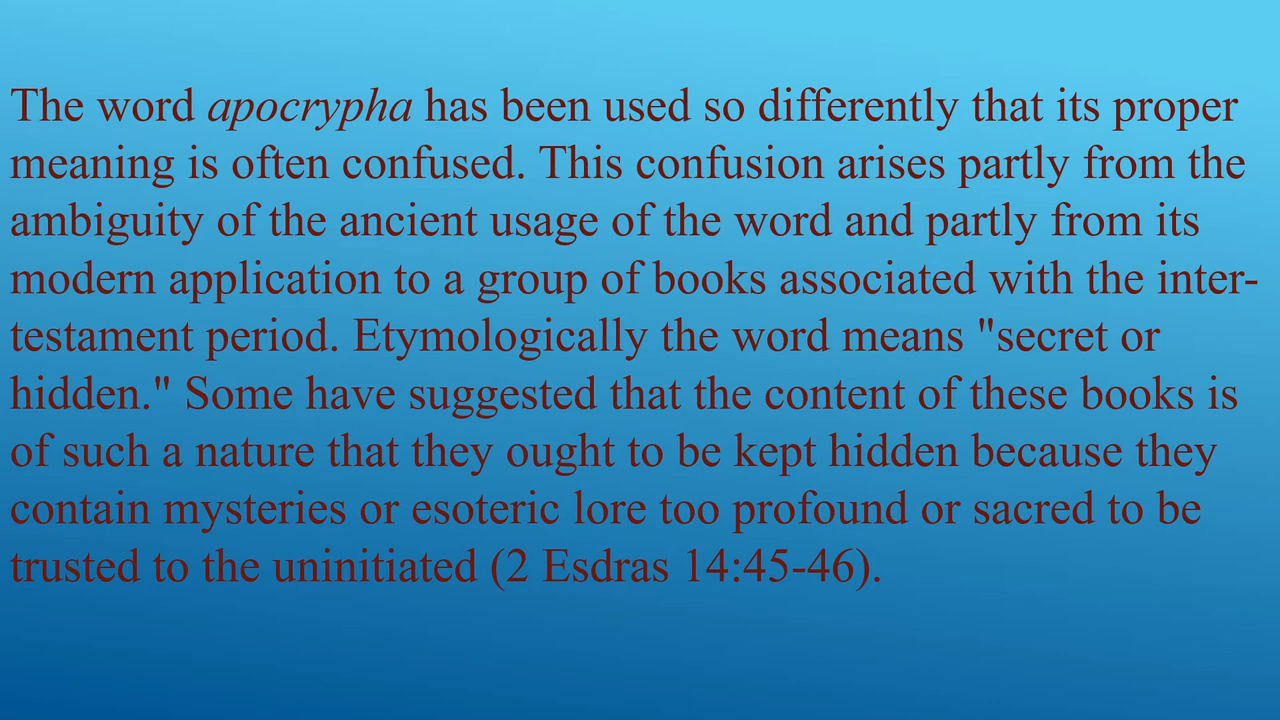 The word apocrypha has been used so differently that its proper
meaning is often confused. This confusion arises partly from the
ambiguity of the ancient usage of the word and partly from its
modern application to a group of books associated with the inter-
testament period. Etymologically the word means "secret or
hidden." Some have suggested that the content of these books is
of such a nature that they ought to be kept hidden because they
contain mysteries or esoteric lore too profound or sacred to be
trusted to the uninitiated (2 Esdras 14:45-46).